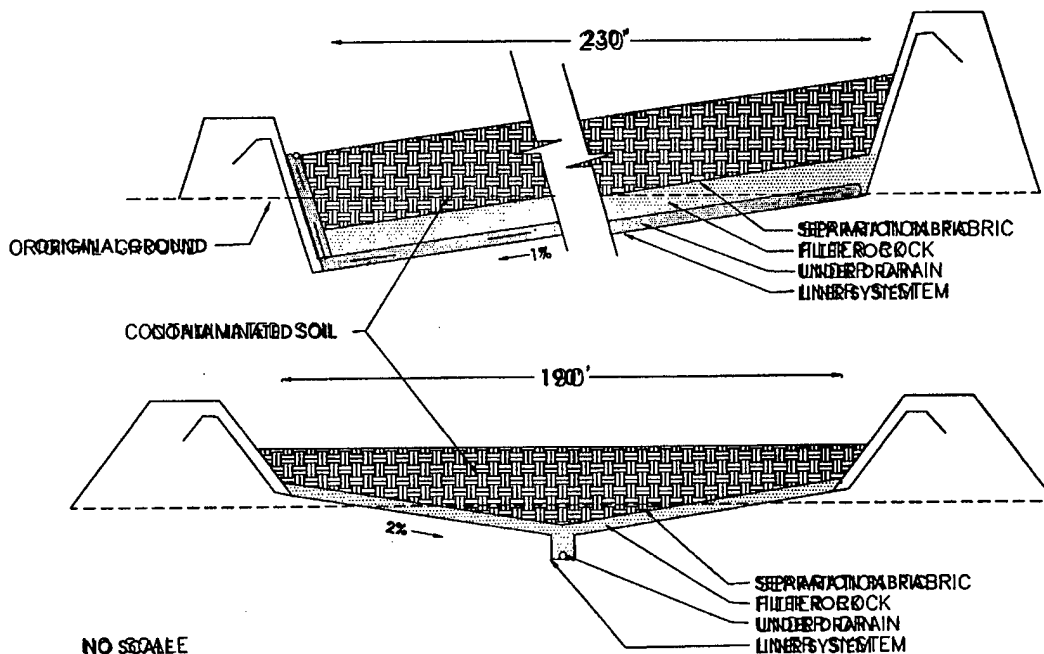 230'
ORIGINAL GROUND
1%
SEPARATION FABRIC
FILTER ROCK
UNDER DRAIN
LINER SYSTEM
CONTAMINATED SOIL
190'
2%
SEPARATION FABRIC
FILTER ROCK
UNDER DRAIN
LINER SYSTEM
NO SCALE